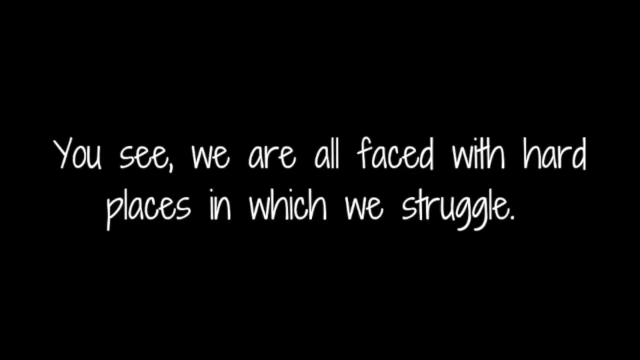 You see, we are all faced with hard
places in which we struggle.